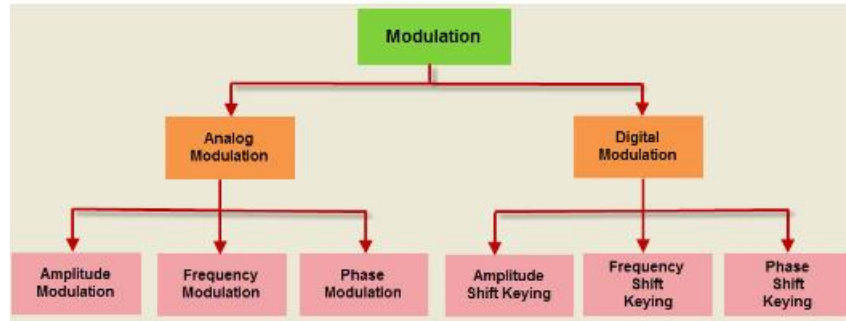 Modulation
Analog
Modulation
Digital
Modulation
Amplitude
Modulation
Frequency
Modulation
Phase
Modulation
Amplitude
Shift Keying
Frequency
Shift
Keying
Phase
Shift
Keying